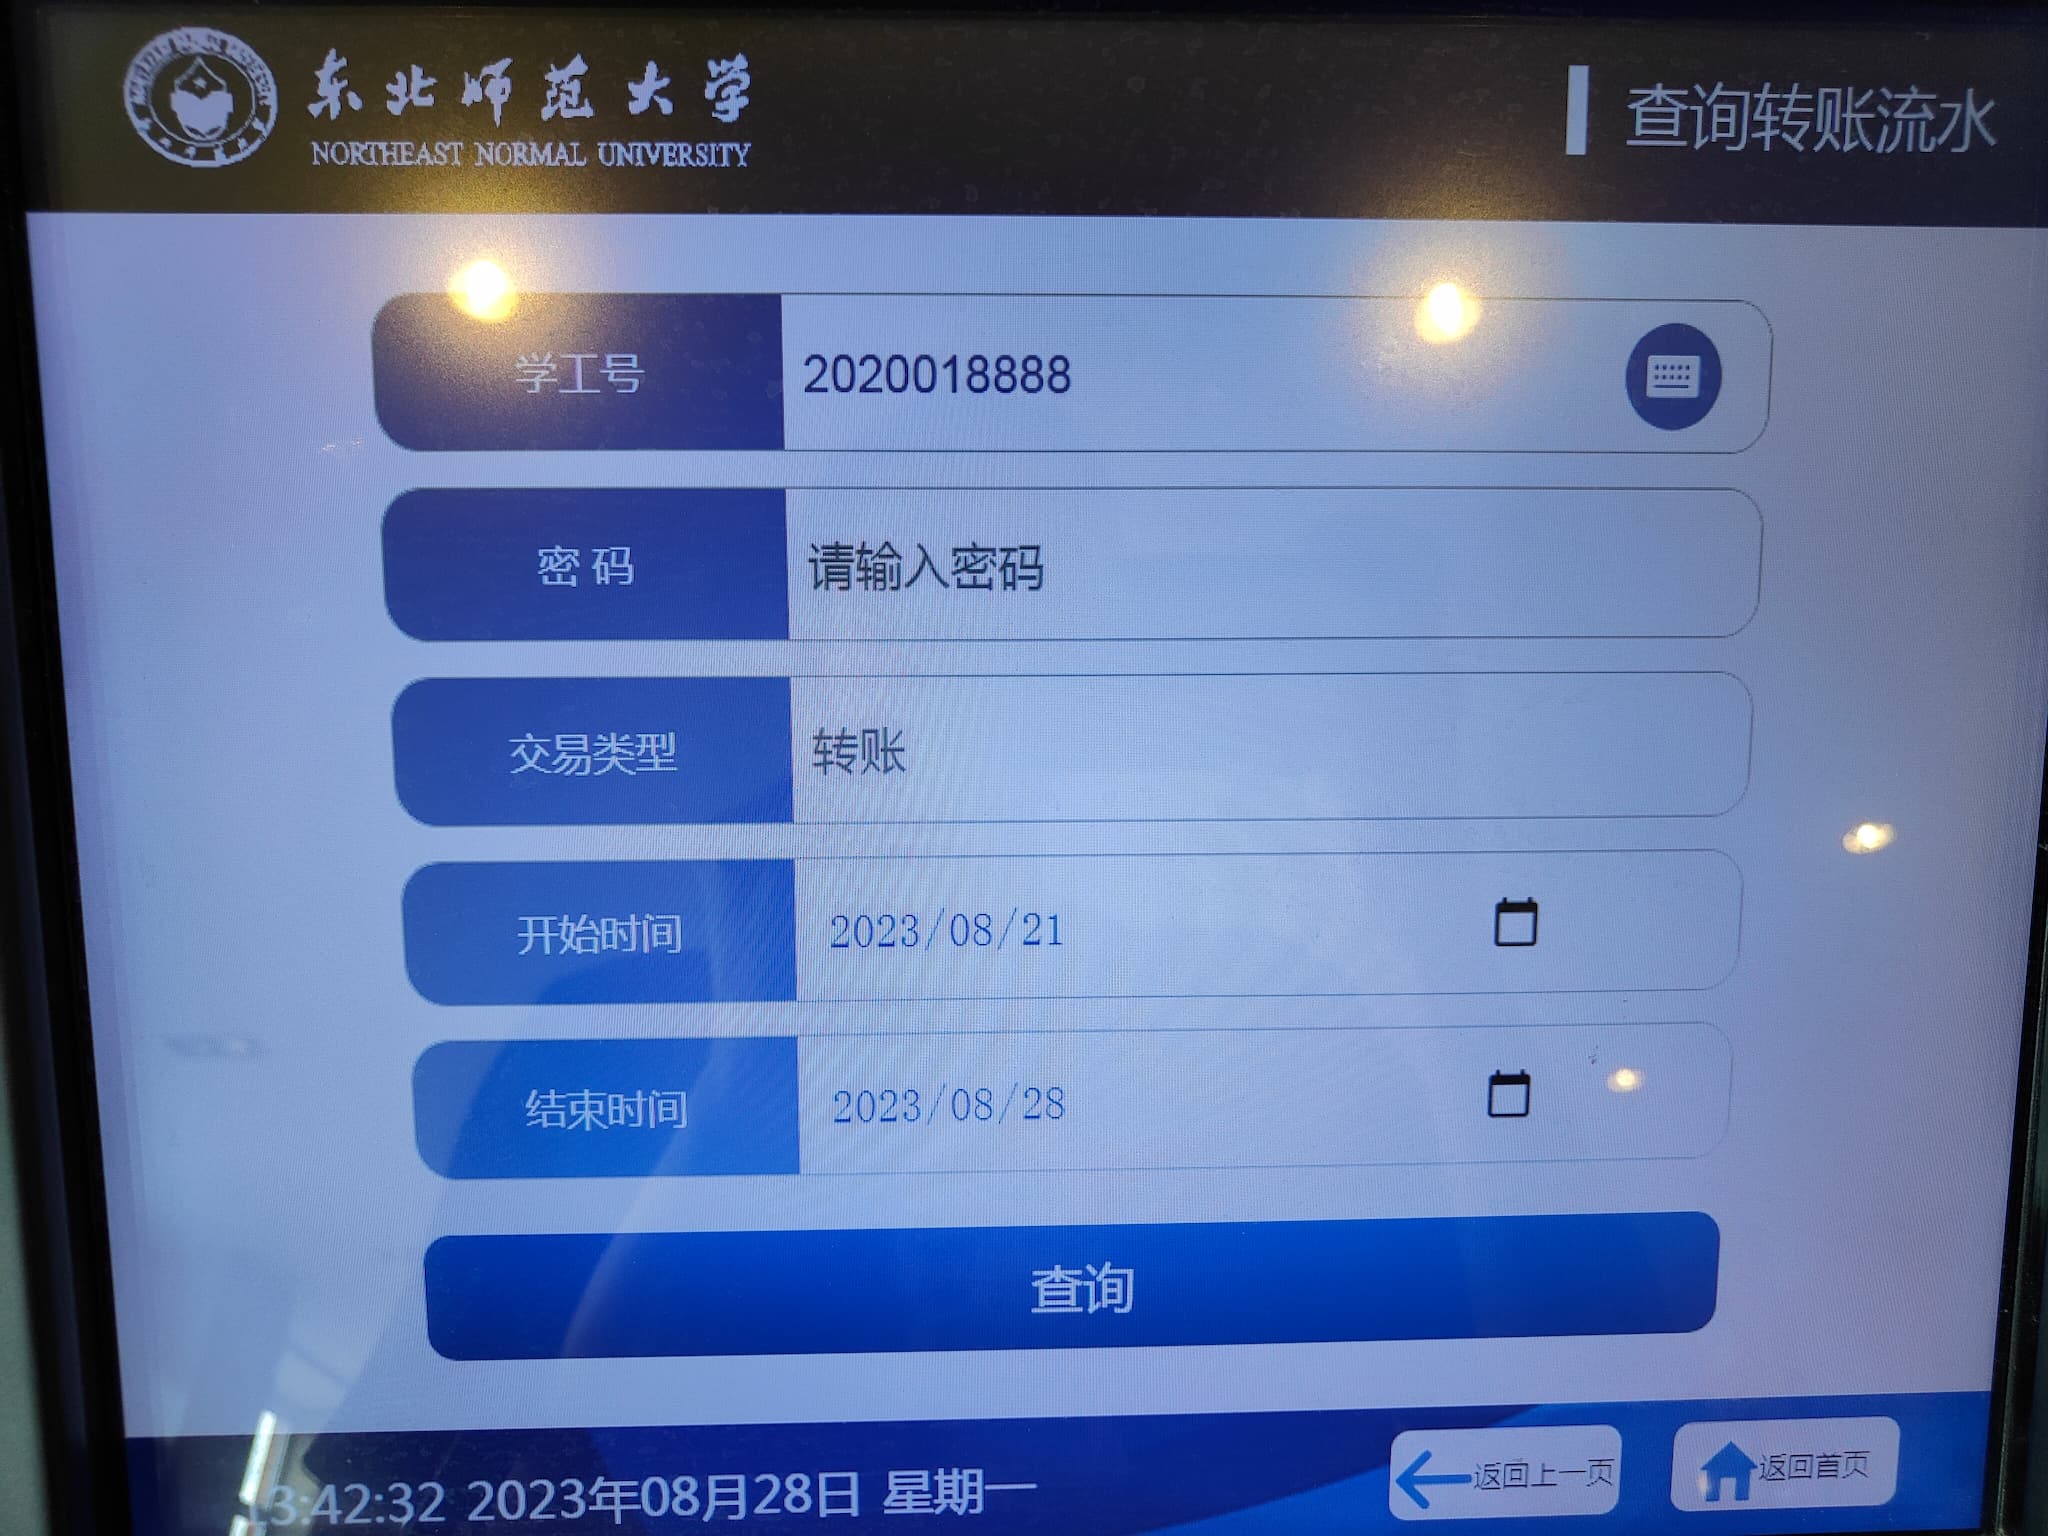 东北师范大学
NORTHEAST NORMAL UNIVERSITY
查询转账流水
学工号 2020018888
密码 请输入密码
交易类型 转账
开始时间 2023/08/21
结束时间 2023/08/28
查询
13:42:32 2023年08月28日 星期一
返回上一页
返回首页